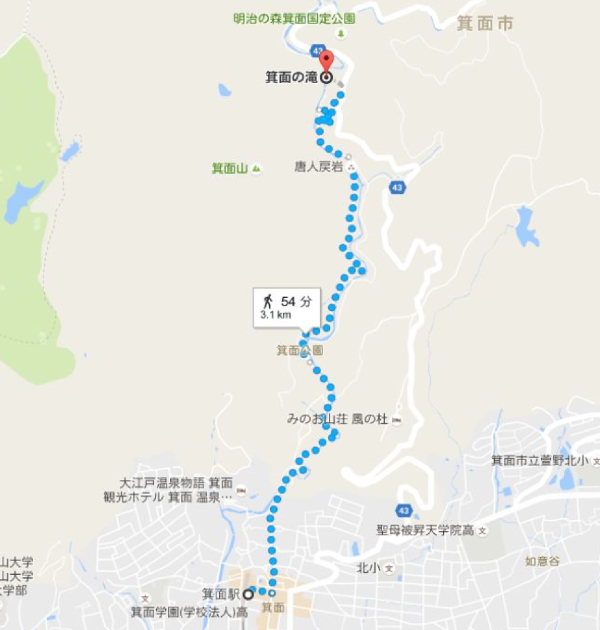 明治の森箕面国定公園
箕面市
43
箕面の滝
箕面山
唐人戻岩
43
54 分
3.1 km
箕面公園
みのお山荘 風の杜
箕面市立萱野北小
大江戸温泉物語 箕面
観光ホテル 箕面 温泉…
43
聖母被昇天学院高
山大学
山大学
学部
北小
如意谷
箕面駅
箕面
箕面学園(学校法人)高